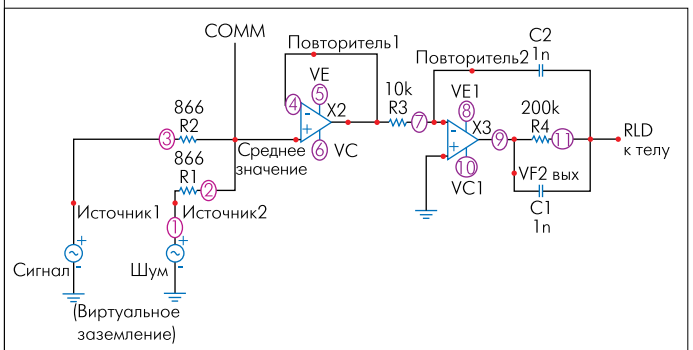 COMM
Повторитель1
VE
5
4
X2
6
VC
866
R2
3
Среднее
значение
866
R1
2
Источник1
Источник2
1
Сигнал
Шум
(Виртуальное
заземление)
10k
R3
7
Повторитель2
VE1
8
X3
9
10
VC1
C2
1n
200k
R4
11
RLD
к телу
VF2 вых
C1
1n